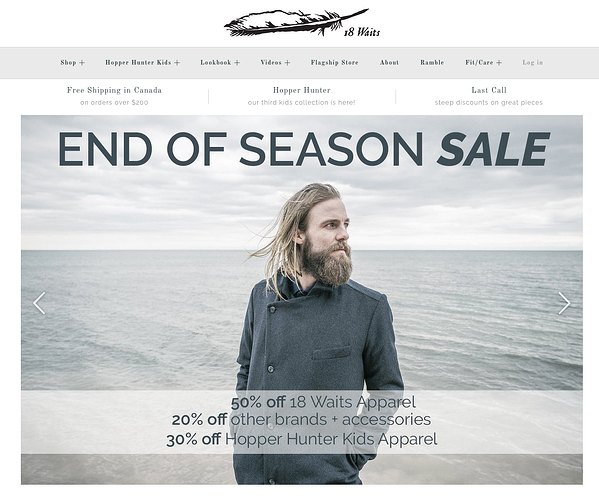 18 Waits
Shop + Hopper Hunter Kids + Lookbook + Videos + Flagship Store About Ramble Fit/Care + Log in
Free Shipping in Canada
on orders over $200
Hopper Hunter
our third kids collection is here!
Last Call
steep discounts on great pieces
END OF SEASON SALE
50% off 18 Waits Apparel
20% off other brands + accessories
30% off Hopper Hunter Kids Apparel